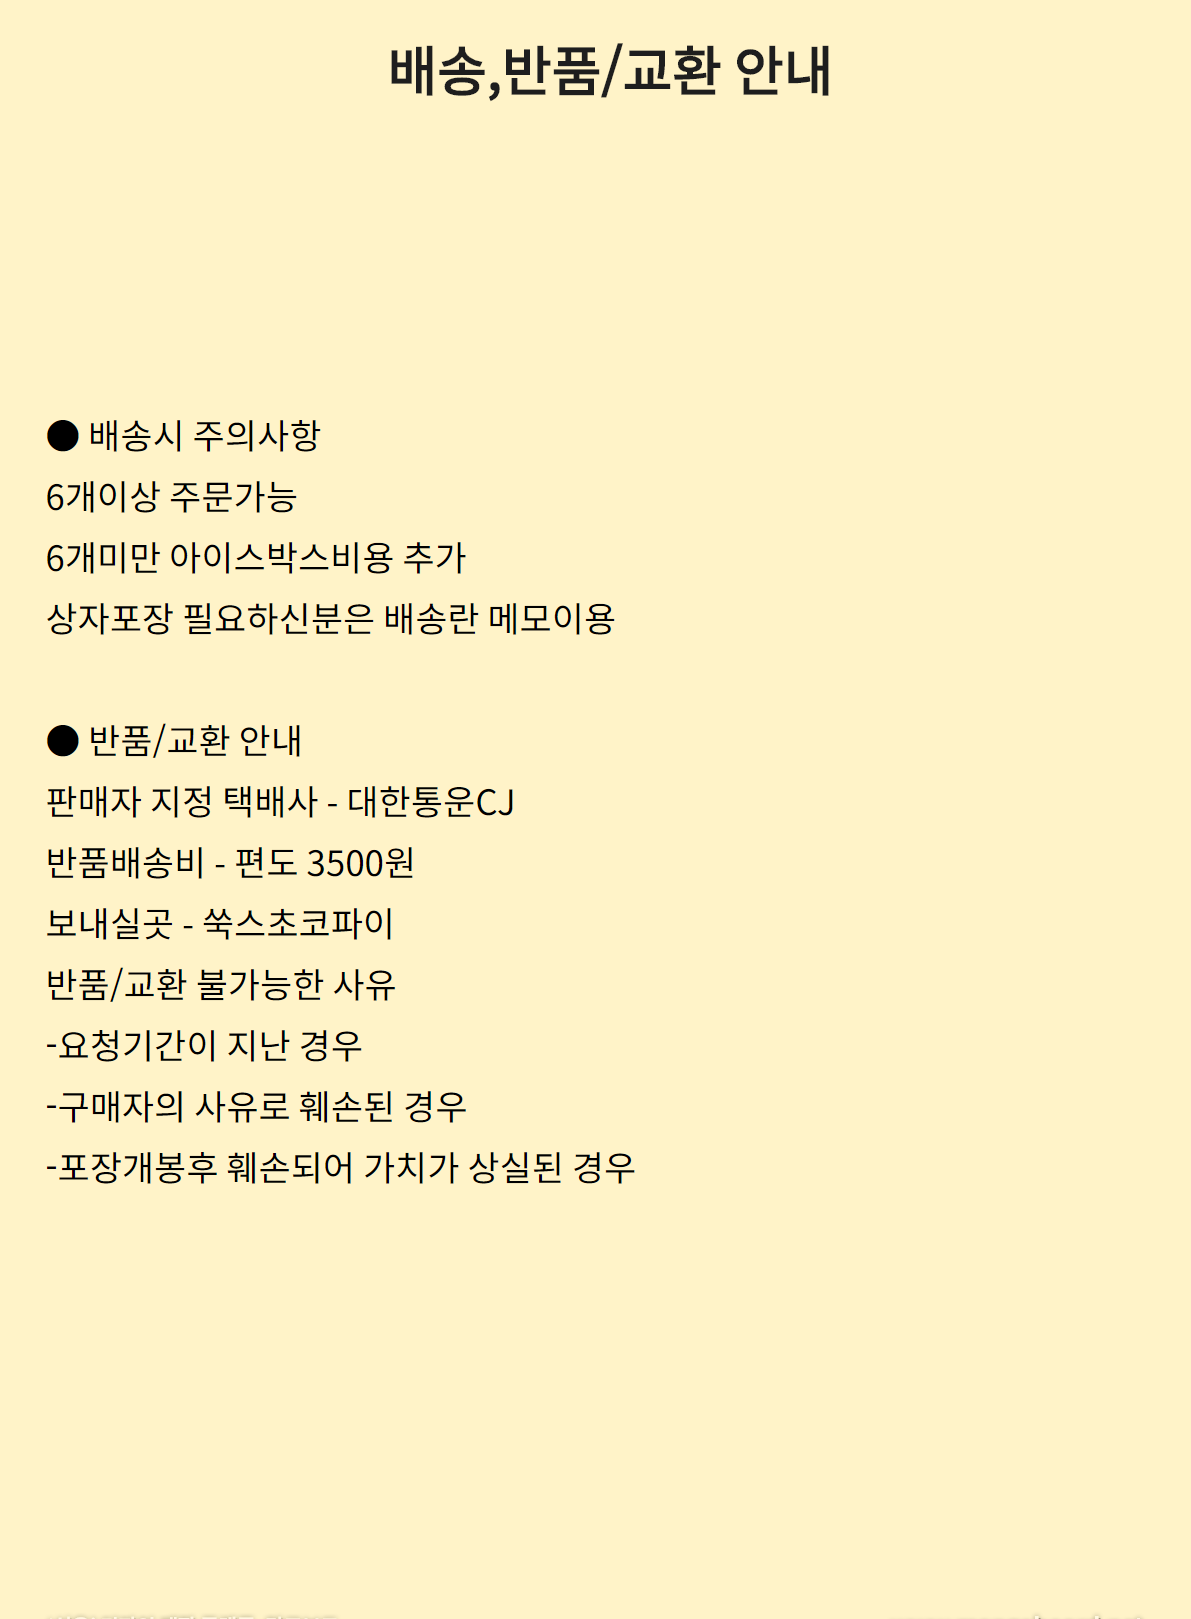 배송,반품/교환 안내
● 배송시 주의사항
6개이상 주문가능
6개미만 아이스박스비용 추가
상자포장 필요하신분은 배송란 메모이용
● 반품/교환 안내
판매자 지정 택배사 - 대한통운CJ
반품배송비 - 편도 3500원
보내실곳 - 쑥스초코파이
반품/교환 불가능한 사유
-요청기간이 지난 경우
-구매자의 사유로 훼손된 경우
-포장개봉후 훼손되어 가치가 상실된 경우